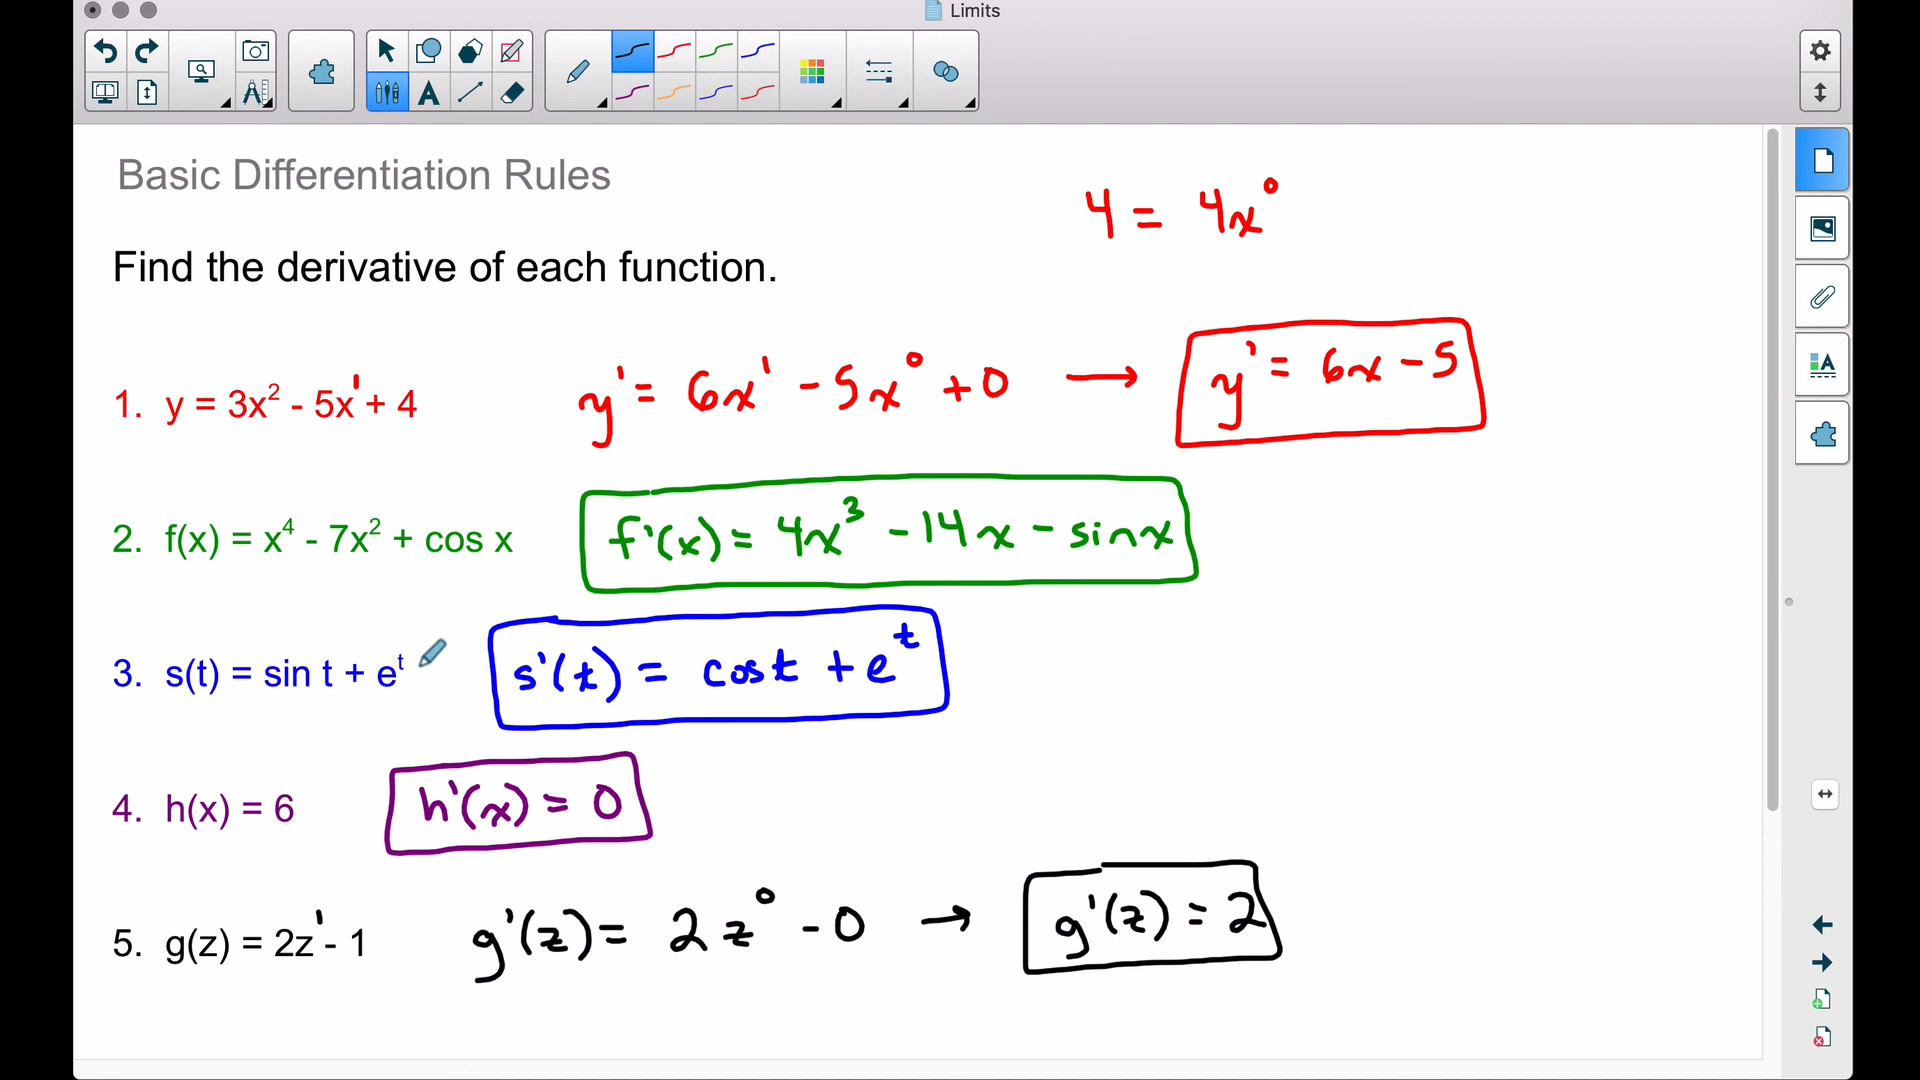 Limits
Basic Differentiation Rules
4 = 4x⁰
Find the derivative of each function.
1. y = 3x² - 5x¹ + 4 y' = 6x¹ - 5x⁰ + 0 → y' = 6x - 5
2. f(x) = x⁴ - 7x² + cos x f'(x) = 4x³ - 14x - sinx
3. s(t) = sin t + eᵗ s'(t) = cost + eᵗ
4. h(x) = 6 h'(x) = 0
5. g(z) = 2z¹ - 1 g'(z) = 2z⁰ - 0 → g'(z) = 2